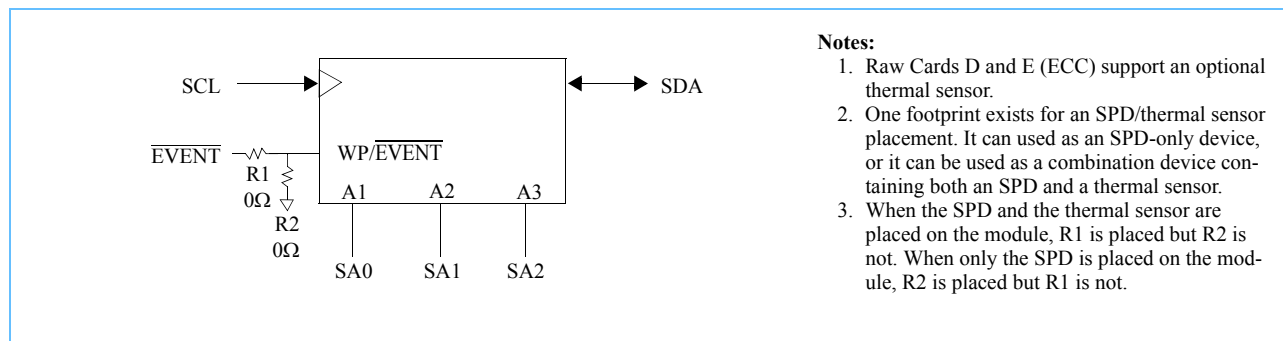 SCL
SDA
EVENT
WP/EVENT
R1
0Ω
R2
0Ω
A1 A2 A3
SA0 SA1 SA2
Notes:
1. Raw Cards D and E (ECC) support an optional
thermal sensor.
2. One footprint exists for an SPD/thermal sensor
placement. It can used as an SPD-only device,
or it can be used as a combination device con-
taining both an SPD and a thermal sensor.
3. When the SPD and the thermal sensor are
placed on the module, R1 is placed but R2 is
not. When only the SPD is placed on the mod-
ule, R2 is placed but R1 is not.